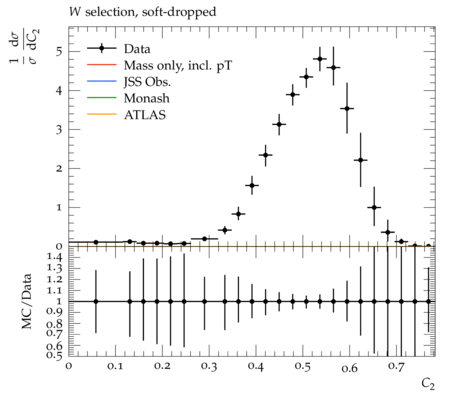 W selection, soft-dropped
1/σ dσ/dC₂
Data
Mass only, incl. pT
JSS Obs.
Monash
ATLAS
5
4
3
2
1
0
MC/Data
1.4
1.3
1.2
1.1
1
0.9
0.8
0.7
0.6
0.5
0 0.1 0.2 0.3 0.4 0.5 0.6 0.7
C₂